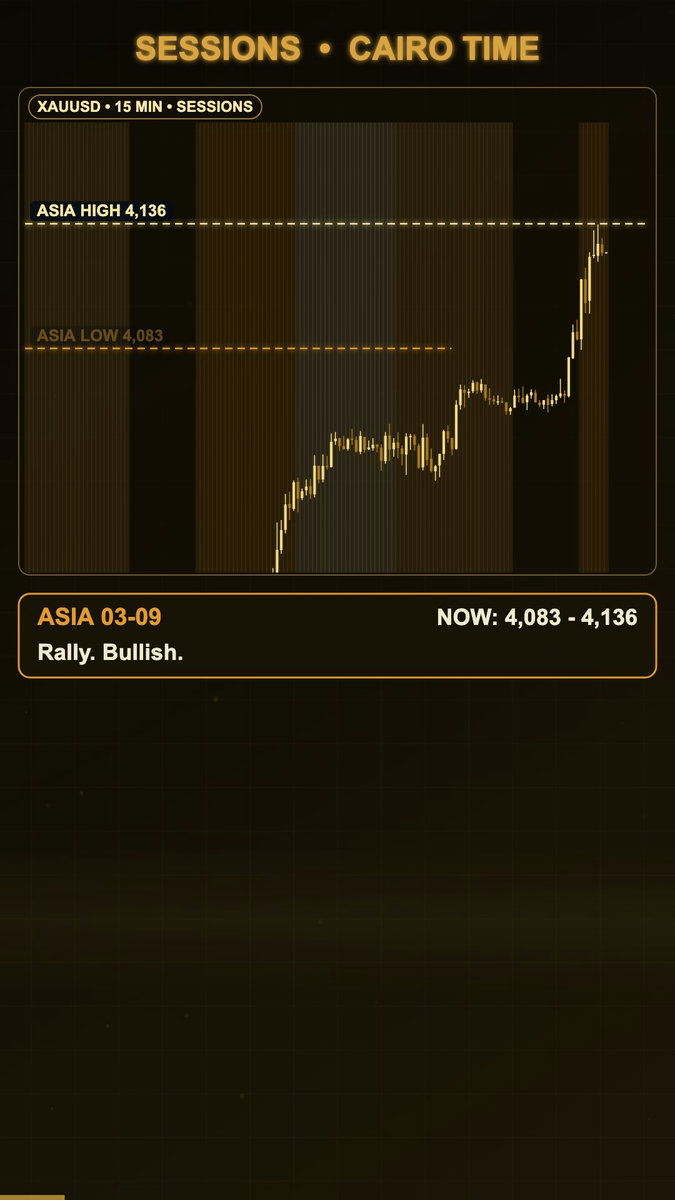 SESSIONS • CAIRO TIME
XAUUSD • 15 MIN • SESSIONS
ASIA HIGH 4,136
ASIA LOW 4,083
ASIA 03-09
NOW: 4,083 - 4,136
Rally. Bullish.